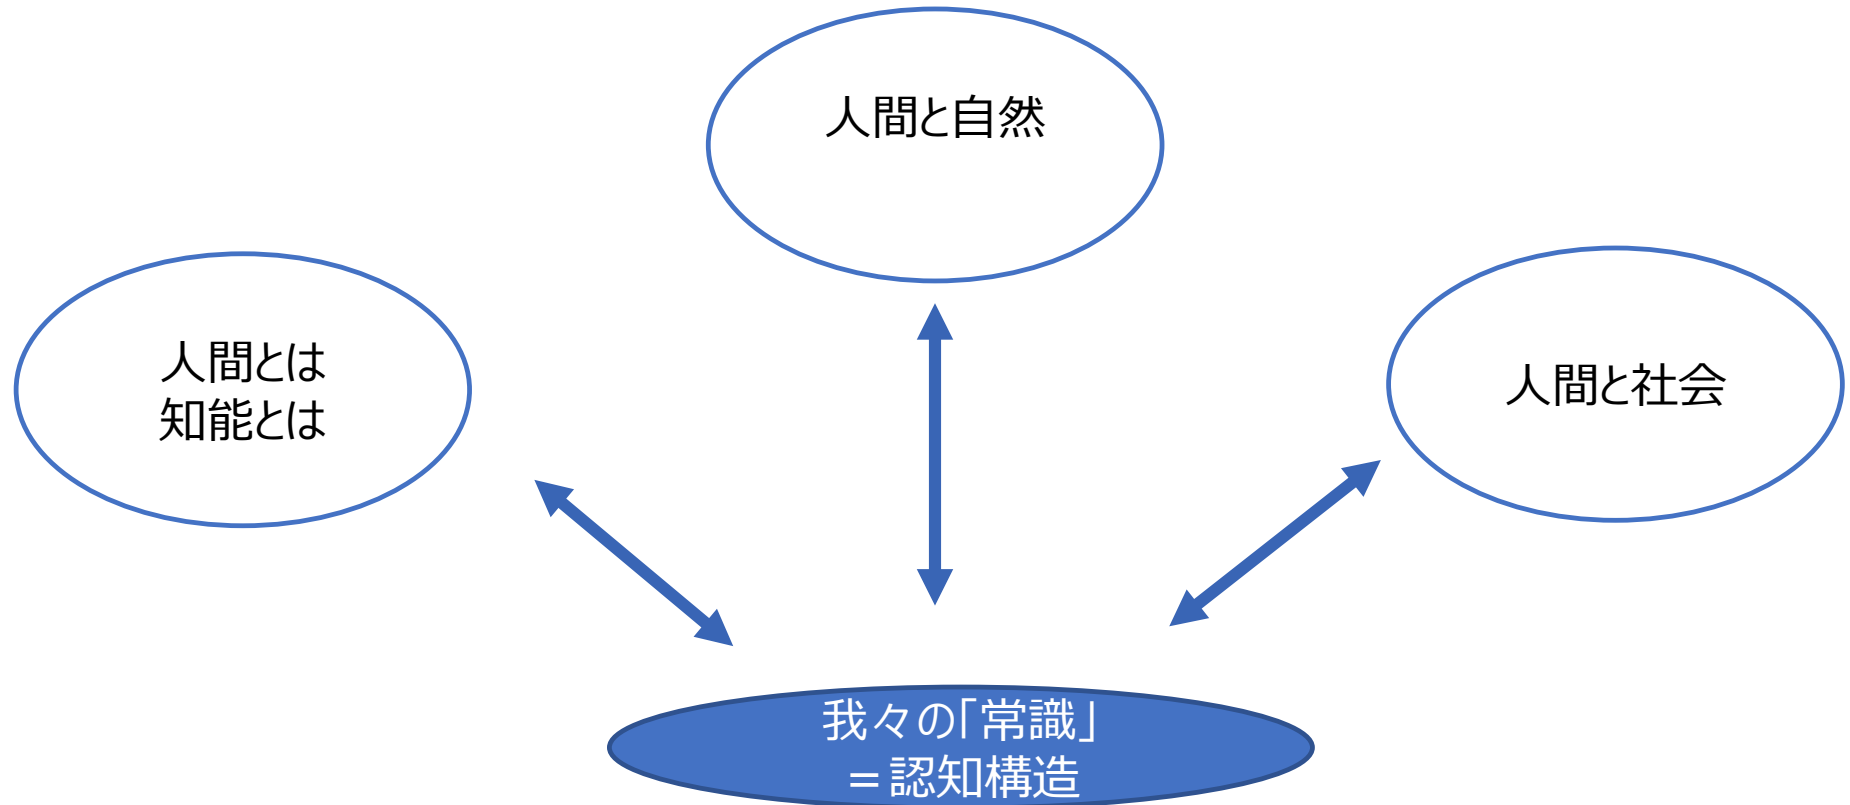 人間と自然
人間とは
知能とは
人間と社会
我々の「常識」
= 認知構造